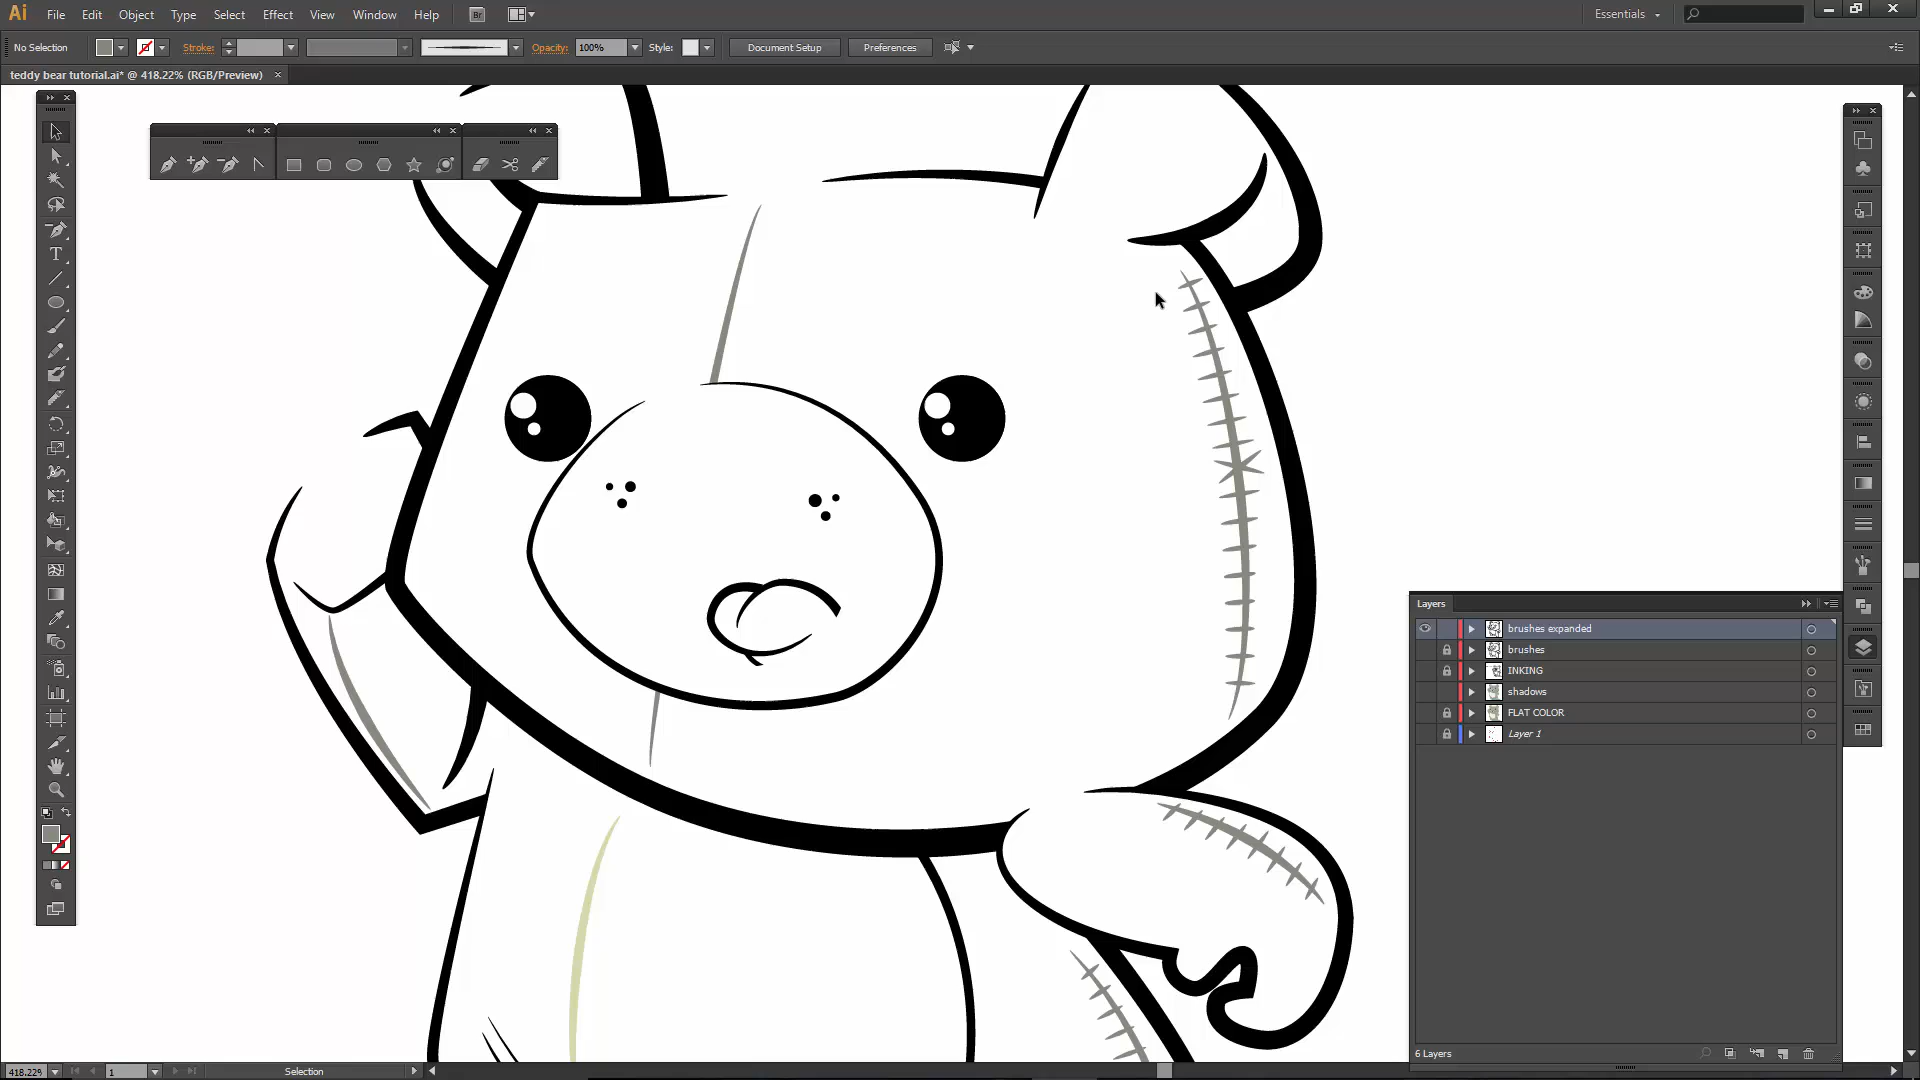 Ai File Edit Object Type Select Effect View Window Help Br Essentials
No Selection Stroke: Opacity: 100% Style: Document Setup Preferences
teddy bear tutorial.ai* @ 418.22% (RGB/Preview)
T
Layers
brushes expanded
brushes
INKING
shadows
FLAT COLOR
Layer 1
6 Layers
418.22% 1 Selection